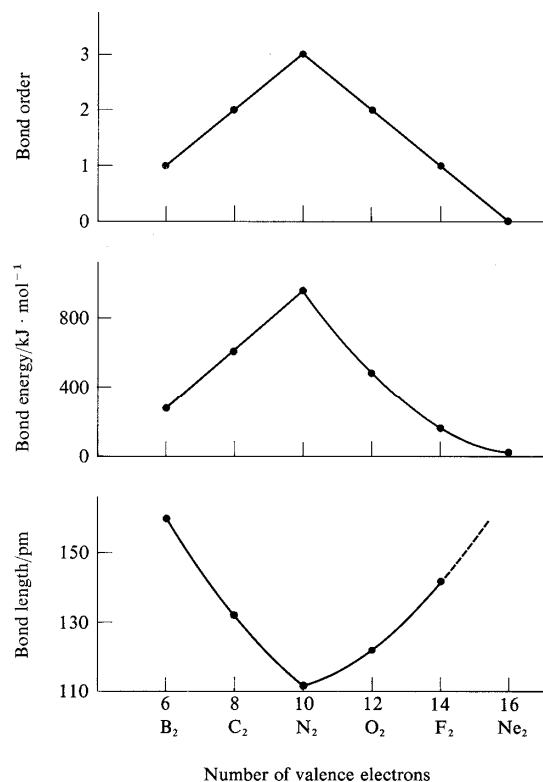 Bond order
3
2
1
0
Bond energy/kJ · mol⁻¹
800
400
0
Bond length/pm
150
130
110
6 8 10 12 14 16
B₂ C₂ N₂ O₂ F₂ Ne₂
Number of valence electrons